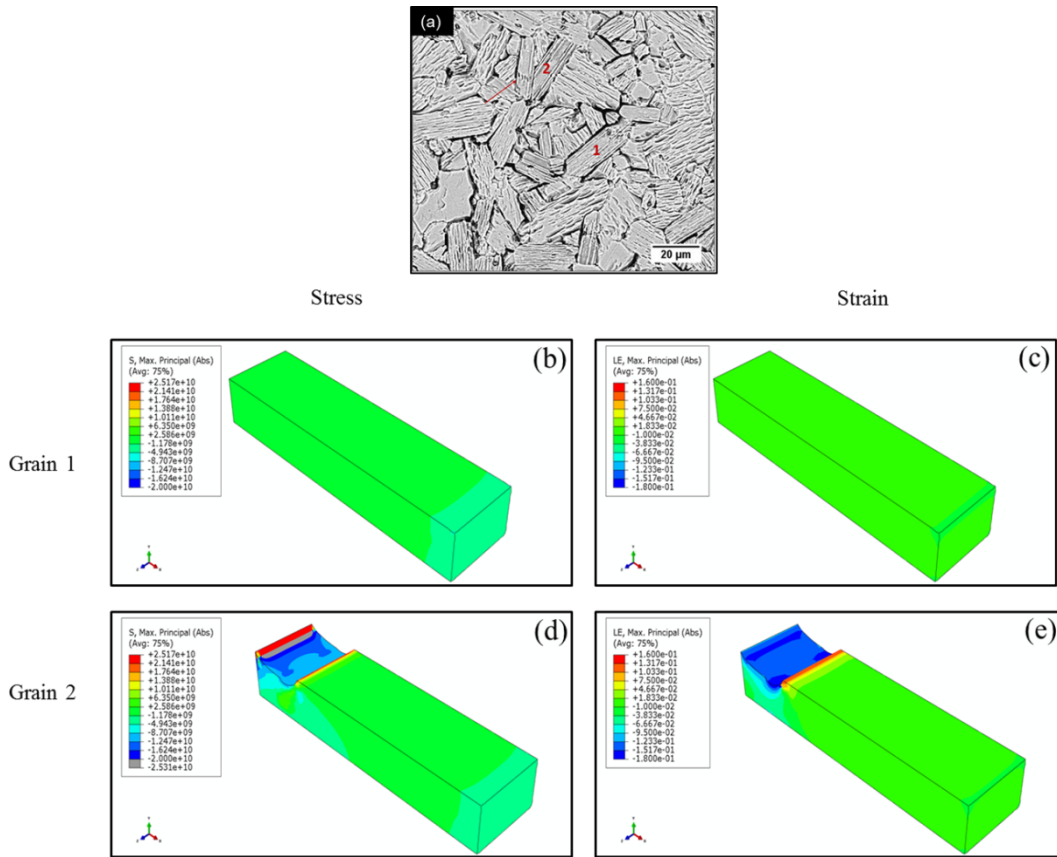 (a)
2
1
20 µm
Stress
Strain
Grain 1
S, Max. Principal (Abs)
(Avg: 75%)
+2.517e+10
+2.141e+10
+1.764e+10
+1.388e+10
+1.011e+10
+6.350e+09
+2.586e+09
-1.178e+09
-4.943e+09
-8.707e+09
-1.247e+10
-1.624e+10
-2.000e+10
(b)
LE, Max. Principal (Abs)
(Avg: 75%)
+1.600e-01
+1.317e-01
+1.033e-01
+7.500e-02
+4.667e-02
+1.833e-02
-1.000e-02
-3.833e-02
-6.667e-02
-9.500e-02
-1.233e-01
-1.517e-01
-1.800e-01
(c)
Grain 2
S, Max. Principal (Abs)
(Avg: 75%)
+2.517e+10
+2.141e+10
+1.764e+10
+1.388e+10
+1.011e+10
+6.350e+09
+2.586e+09
-1.178e+09
-4.943e+09
-8.707e+09
-1.247e+10
-1.624e+10
-2.000e+10
-2.531e+10
(d)
LE, Max. Principal (Abs)
(Avg: 75%)
+1.600e-01
+1.317e-01
+1.033e-01
+7.500e-02
+4.667e-02
+1.833e-02
-1.000e-02
-3.833e-02
-6.667e-02
-9.500e-02
-1.233e-01
-1.517e-01
-1.800e-01
(e)